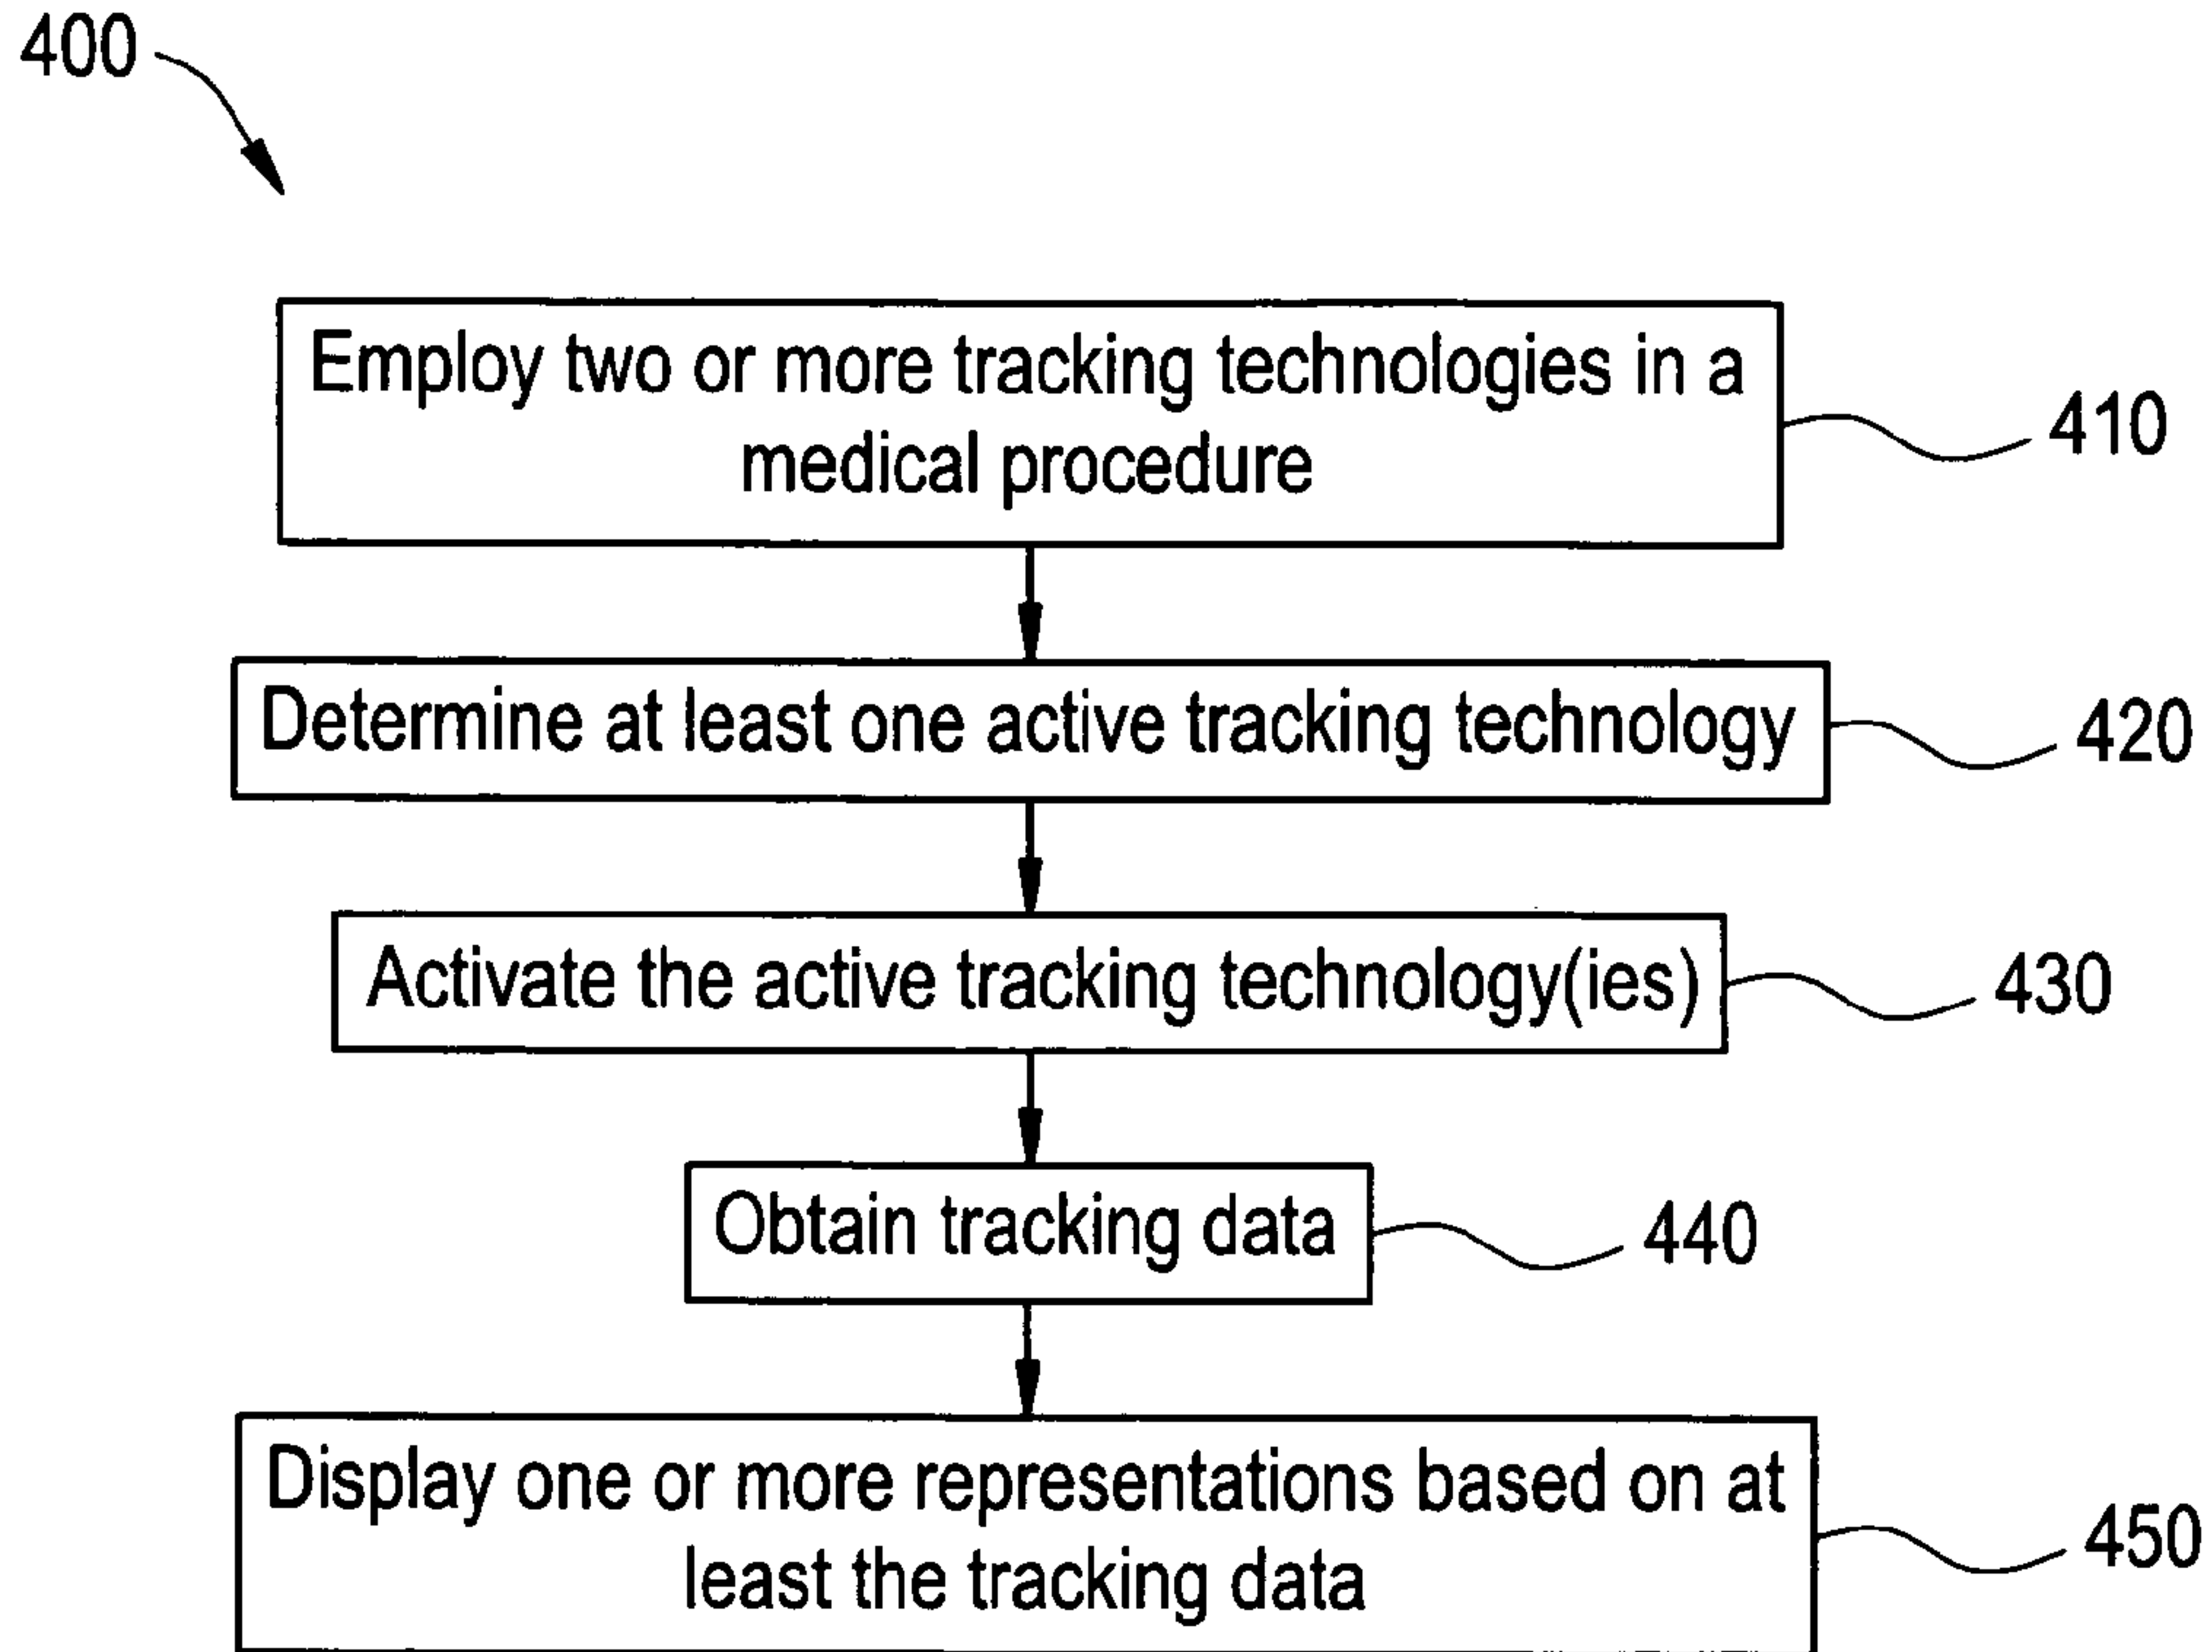 400
Employ two or more tracking technologies in a
medical procedure
410
Determine at least one active tracking technology
420
Activate the active tracking technology(ies)
430
Obtain tracking data
440
Display one or more representations based on at
least the tracking data
450